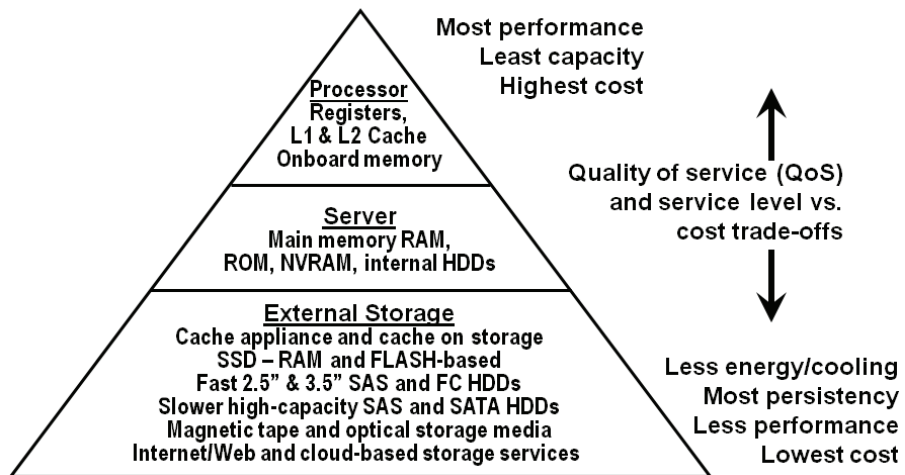 Most performance
Least capacity
Highest cost
Processor
Registers,
L1 & L2 Cache
Onboard memory
Quality of service (QoS)
and service level vs.
cost trade-offs
Server
Main memory RAM,
ROM, NVRAM, internal HDDs
External Storage
Cache appliance and cache on storage
SSD – RAM and FLASH-based
Fast 2.5” & 3.5” SAS and FC HDDs
Slower high-capacity SAS and SATA HDDs
Magnetic tape and optical storage media
Internet/Web and cloud-based storage services
Less energy/cooling
Most persistency
Less performance
Lowest cost